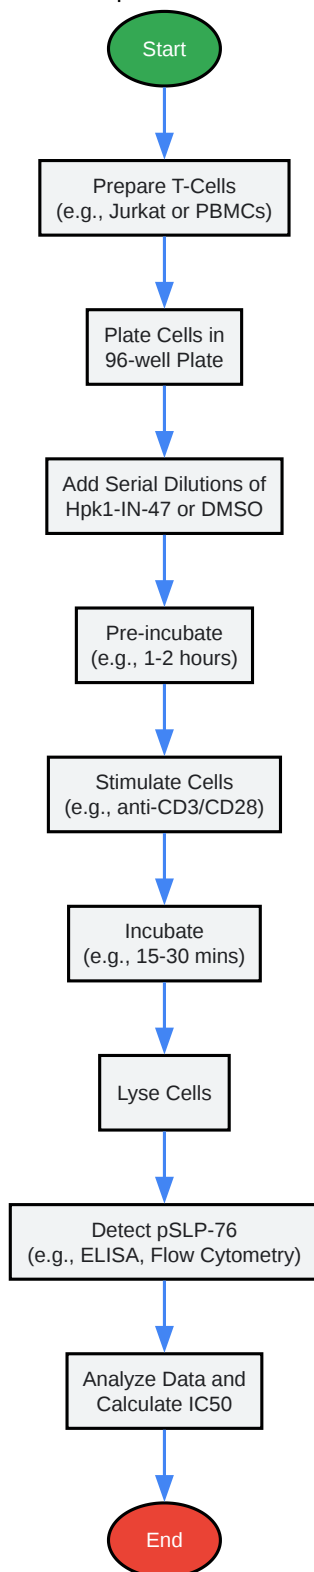 Start
Prepare T-Cells
(e.g., Jurkat or PBMCs)
Plate Cells in
96-well Plate
Add Serial Dilutions of
Hpk1-IN-47 or DMSO
Pre-incubate
(e.g., 1-2 hours)
Stimulate Cells
(e.g., anti-CD3/CD28)
Incubate
(e.g., 15-30 mins)
Lyse Cells
Detect pSLP-76
(e.g., ELISA, Flow Cytometry)
Analyze Data and
Calculate IC50
End